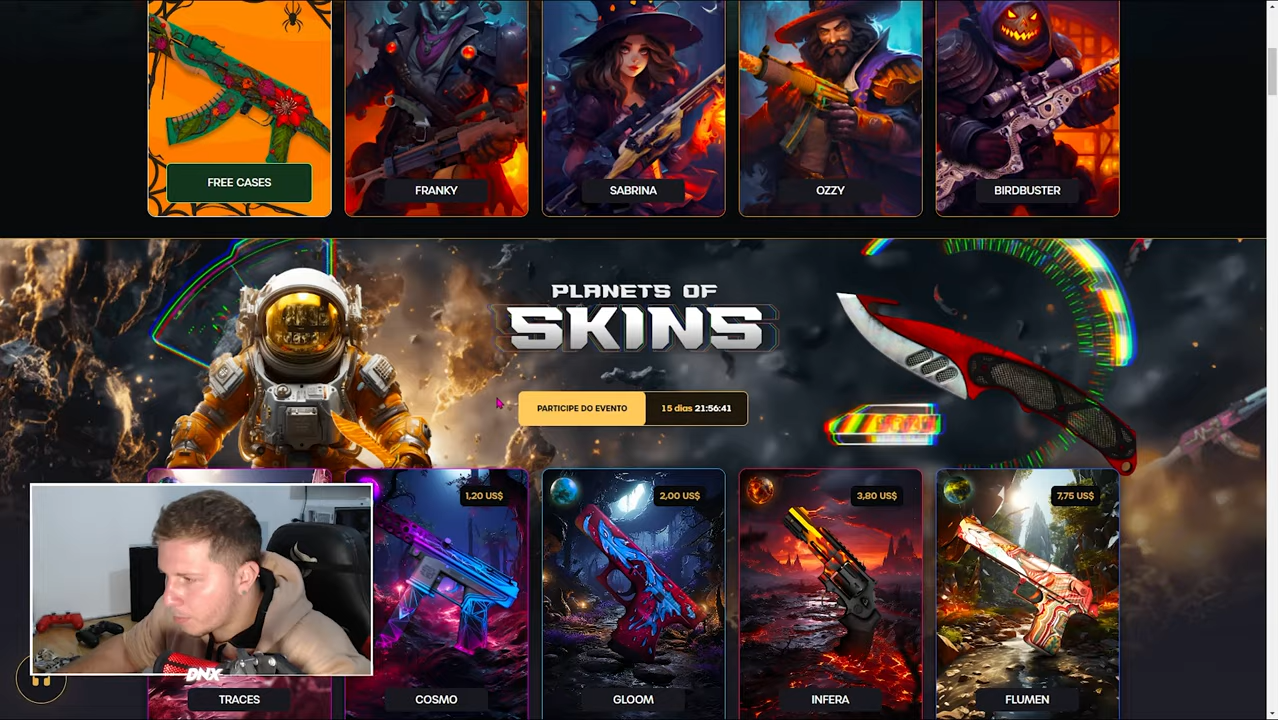 FREE CASES
FRANKY
SABRINA
OZZY
BIRDBUSTER
PLANETS OF
SKINS
PARTICIPE DO EVENTO
15 dias 21:56:41
1,20 US$
2,00 US$
3,80 US$
7,75 US$
DNX
TRACES
COSMO
GLOOM
INFERA
FLUMEN